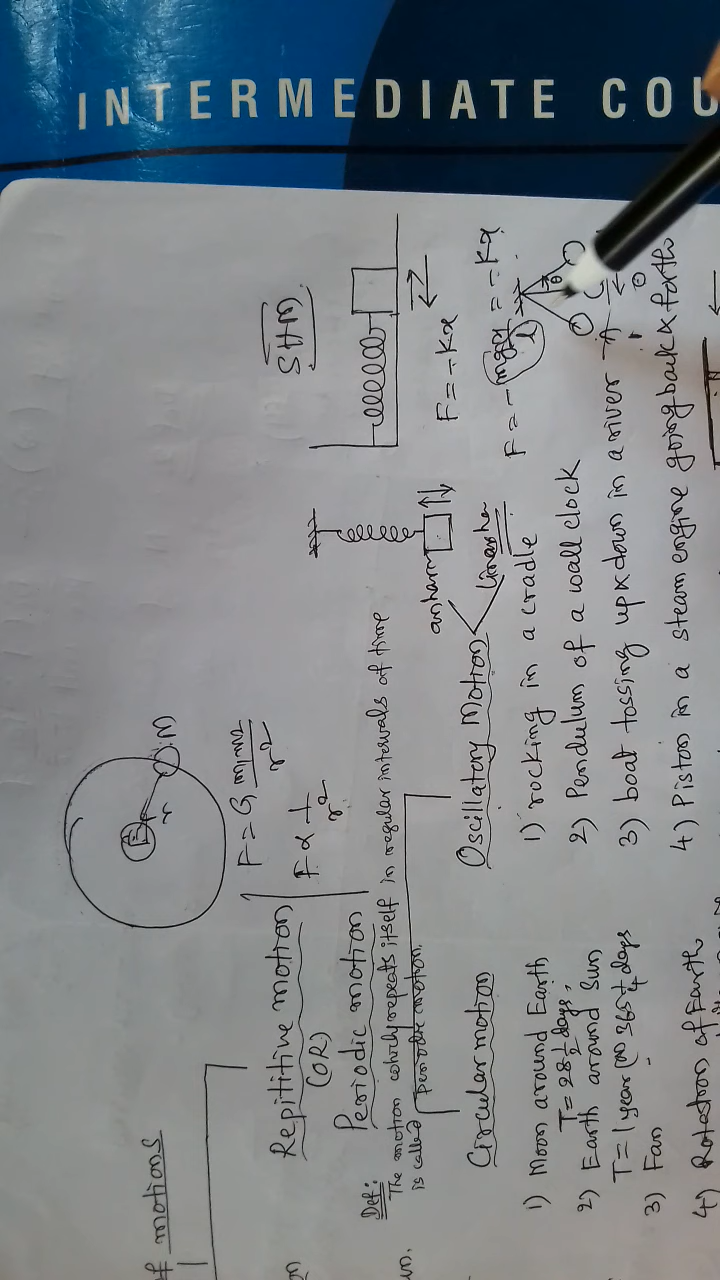 INTERMEDIATE COU
of motions
SHM
E
r
M
F = G m1m2/r2
F ∝ 1/r2
F = -Kx
F = - mgx/l = -Kx
θ
Repititive motion
(OR)
Periodic motion
Def:
The motion which repeats itself in regular intervals of time
is called periodic motion.
Circular motion
1) Moon around Earth
T = 28 1/2 days.
2) Earth around Sun
T = 1 year (or) 365 1/4 days
3) Fan
4) Rotation of Earth
Oscillatory Motion
anharm
linear
1) rocking in a cradle
2) Pendulum of a wall clock
3) boat tossing up & down in a river
4) Piston in a steam engine going back & forth